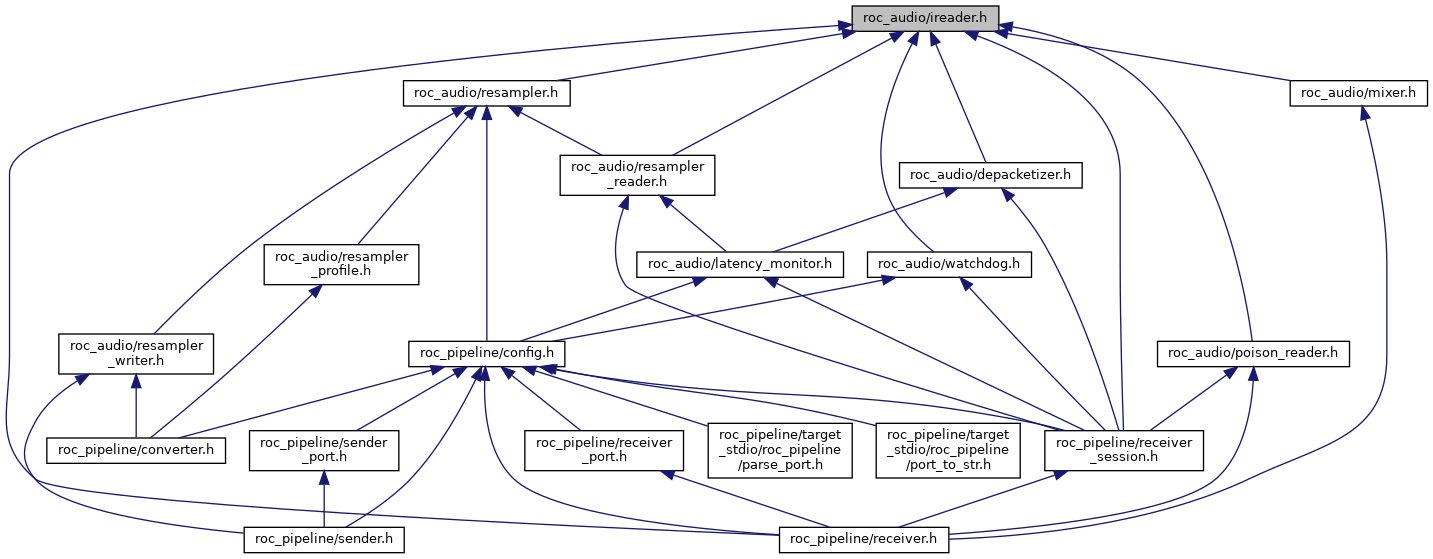 roc_audio/ireader.h
roc_audio/resampler.h
roc_audio/mixer.h
roc_audio/resampler
_reader.h
roc_audio/depacketizer.h
roc_audio/resampler
_profile.h
roc_audio/latency_monitor.h
roc_audio/watchdog.h
roc_audio/resampler
_writer.h
roc_pipeline/config.h
roc_audio/poison_reader.h
roc_pipeline/converter.h
roc_pipeline/sender
_port.h
roc_pipeline/receiver
_port.h
roc_pipeline/target
_stdio/roc_pipeline
/parse_port.h
roc_pipeline/target
_stdio/roc_pipeline
/port_to_str.h
roc_pipeline/receiver
_session.h
roc_pipeline/sender.h
roc_pipeline/receiver.h